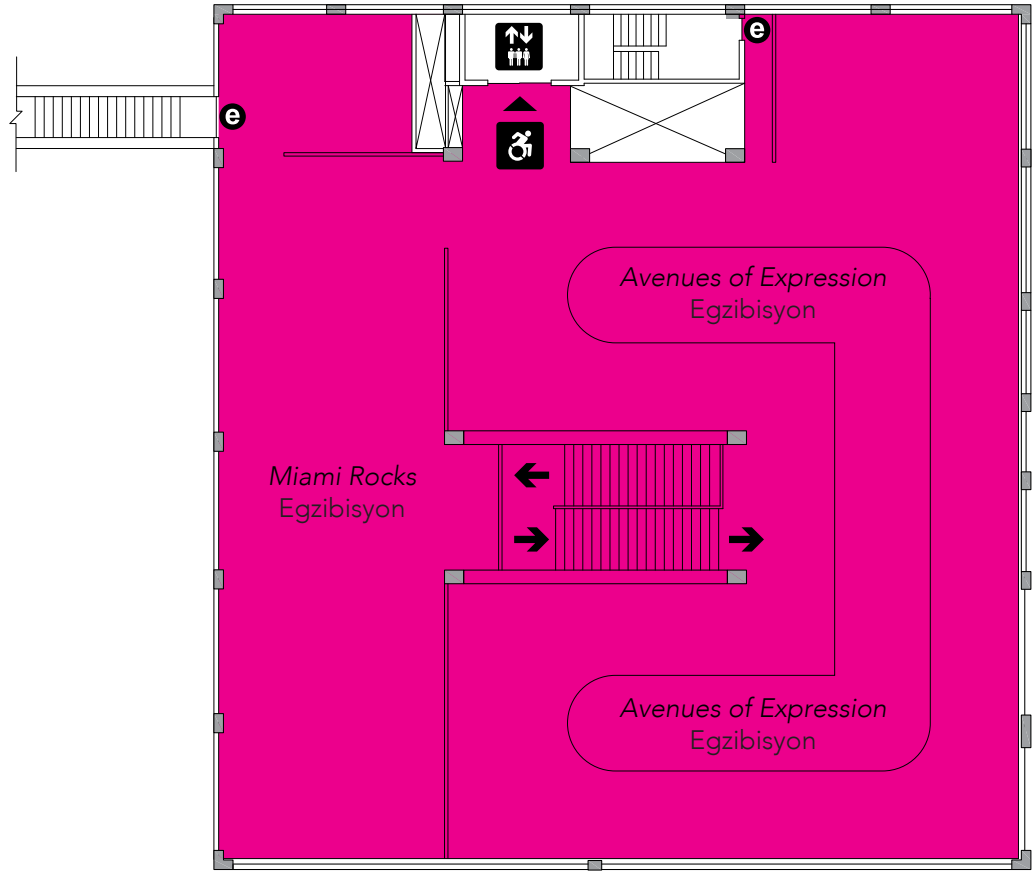 e
e
Avenues of Expression
Egzibisyon
Miami Rocks
Egzibisyon
Avenues of Expression
Egzibisyon